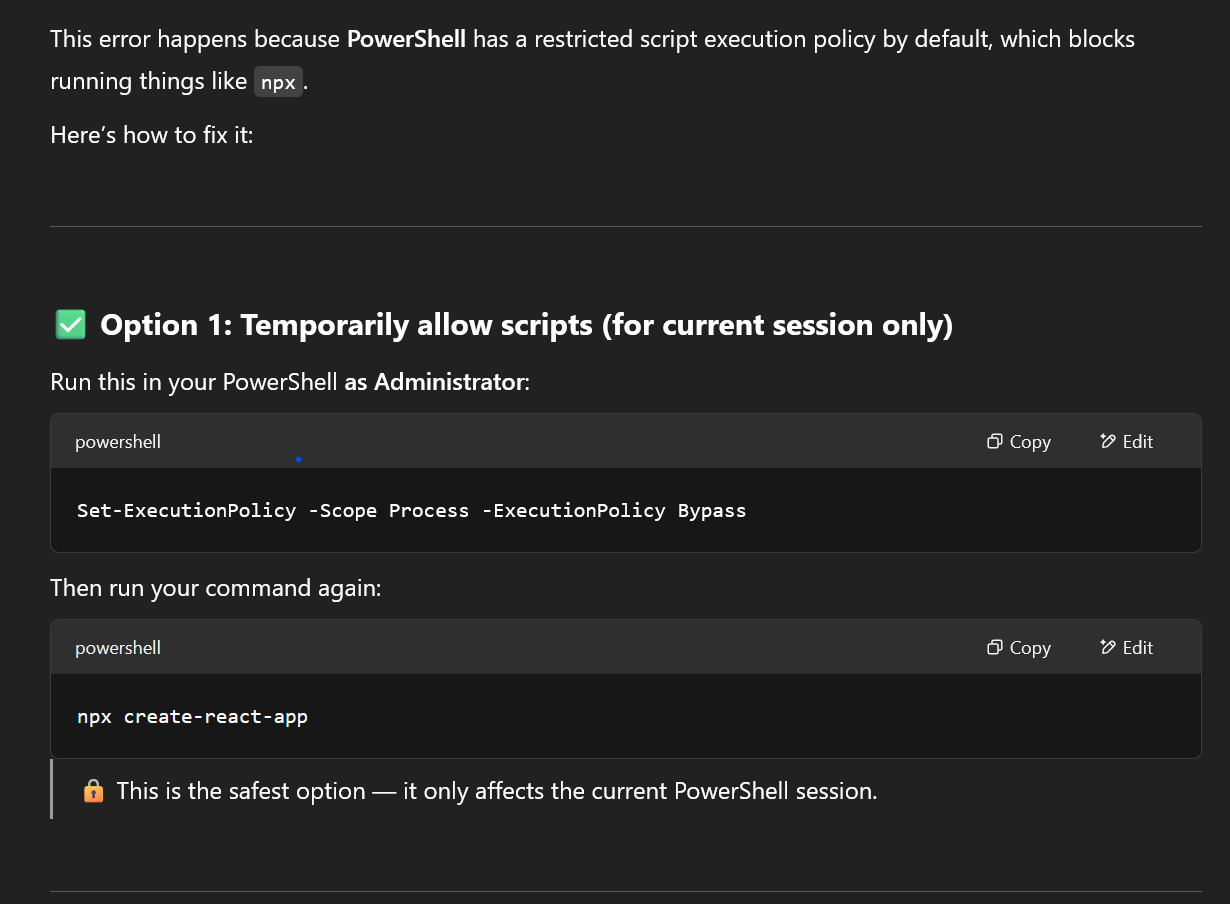 This error happens because PowerShell has a restricted script execution policy by default, which blocks
running things like npx.
Here’s how to fix it:
✅ Option 1: Temporarily allow scripts (for current session only)
Run this in your PowerShell as Administrator:
powershell Copy Edit
Set-ExecutionPolicy -Scope Process -ExecutionPolicy Bypass
Then run your command again:
powershell Copy Edit
npx create-react-app
🔒 This is the safest option — it only affects the current PowerShell session.